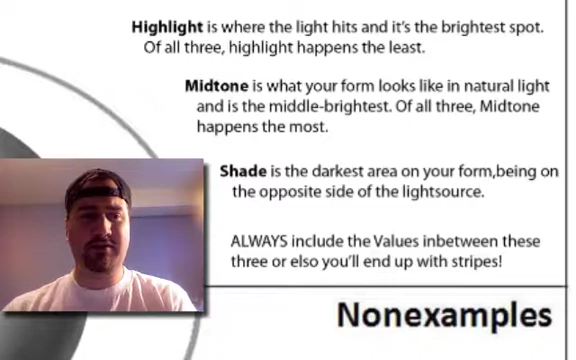 Highlight is where the light hits and it's the brightest spot.
Of all three, highlight happens the least.
Midtone is what your form looks like in natural light
and is the middle-brightest. Of all three, Midtone
happens the most.
Shade is the darkest area on your form,being on
the opposite side of the lightsource.
ALWAYS include the Values inbetween these
three or elso you'll end up with stripes!
Nonexamples